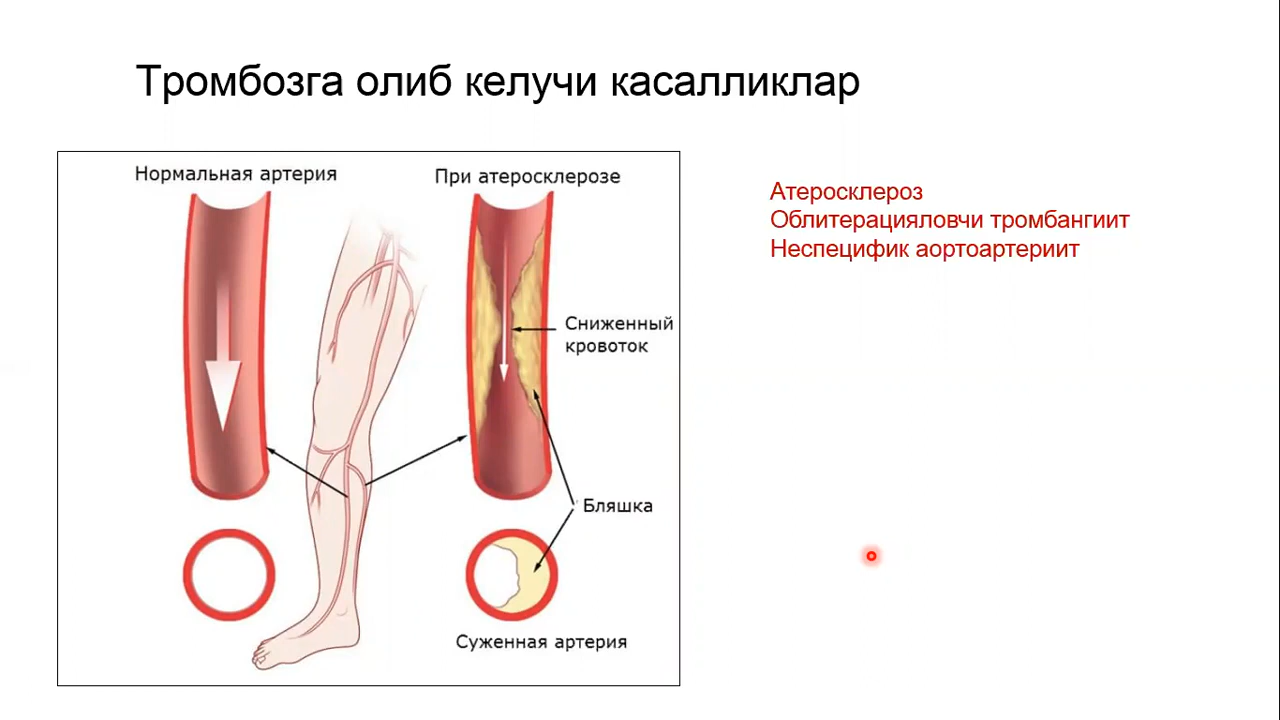 Тромбозга олиб келучи касалликлар
Нормальная артерия
При атеросклерозе
Сниженный
кровоток
Бляшка
Суженная артерия
Атеросклероз
Облитерацияловчи тромбангиит
Неспецифик аортоартериит